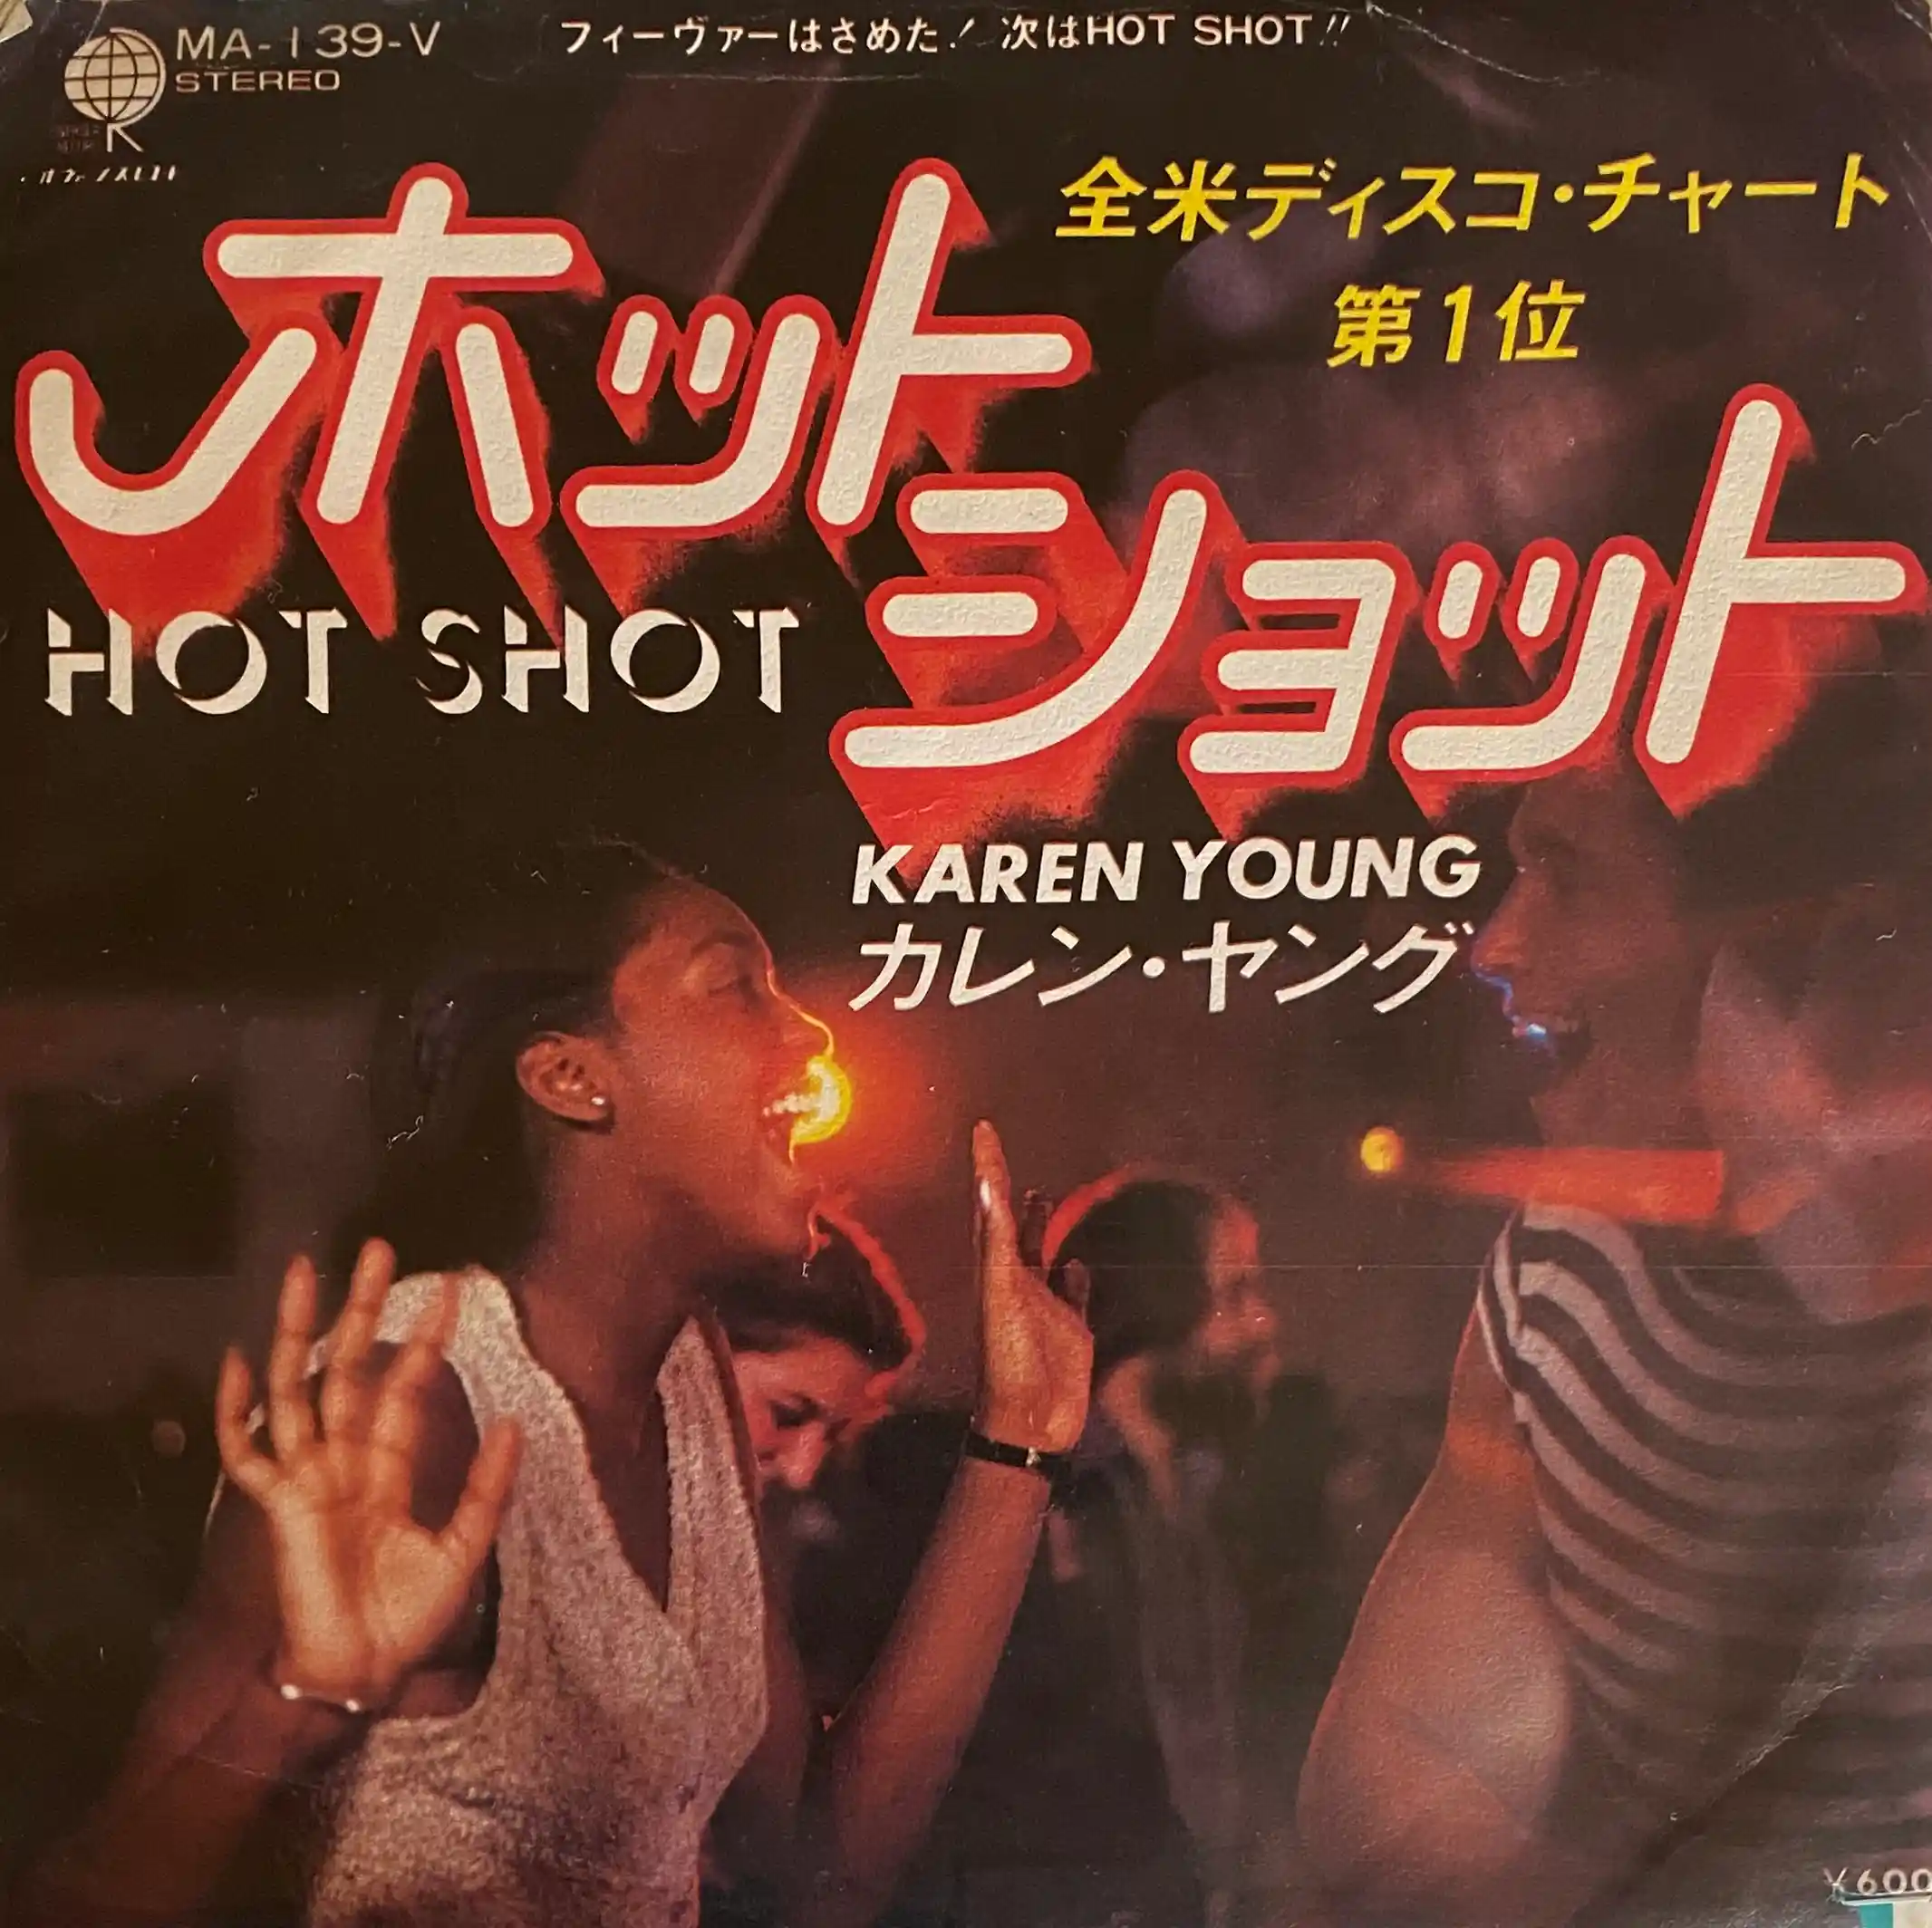 MA-139-V
STEREO
フィーヴァーはさめた! 次はHOT SHOT!!
全米ディスコ・チャート
第1位
ホット
ショット
HOT SHOT
KAREN YOUNG
カレン・ヤング
¥600